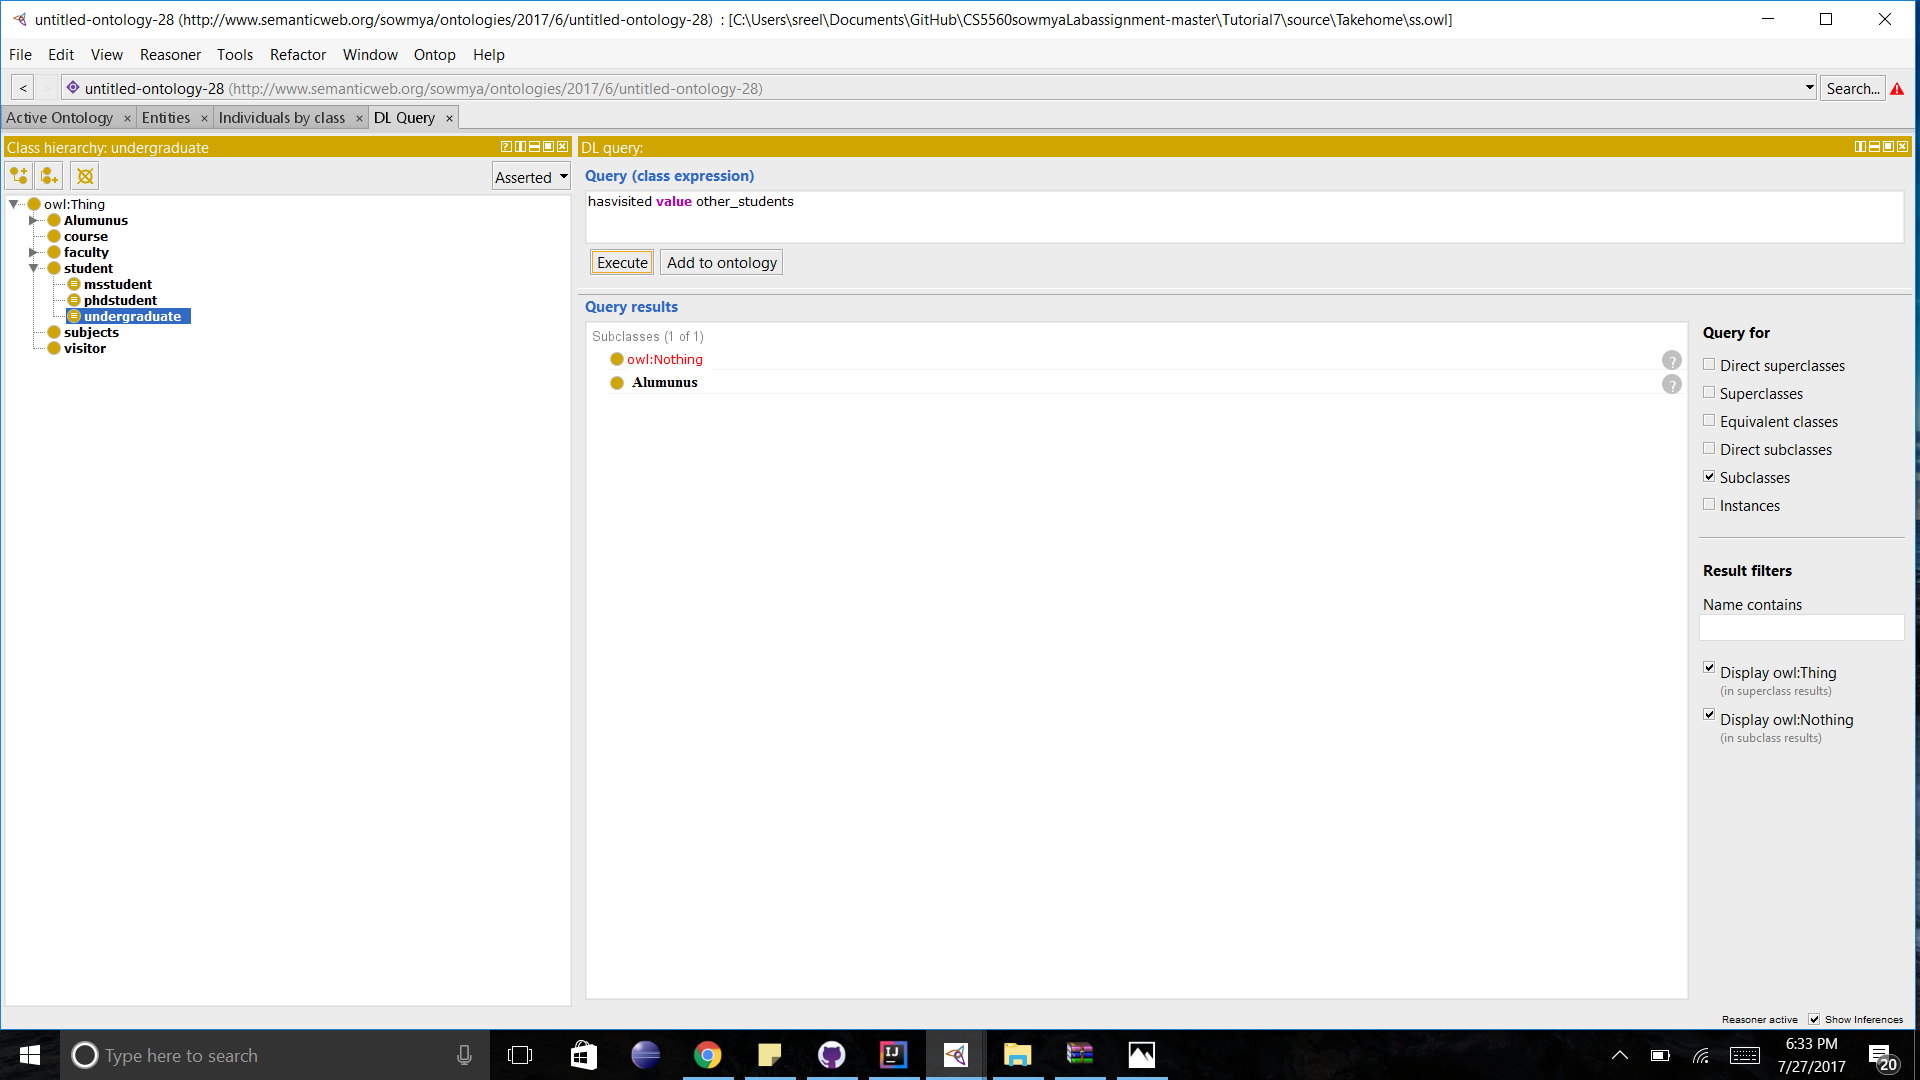 untitled-ontology-28 (http://www.semanticweb.org/sowmya/ontologies/2017/6/untitled-ontology-28) : [C:\Users\sreel\Documents\GitHub\CS5560sowmyaLabassignment-master\Tutorial7\source\Takehome\ss.owl]
File Edit View Reasoner Tools Refactor Window Ontop Help
< > untitled-ontology-28 (http://www.semanticweb.org/sowmya/ontologies/2017/6/untitled-ontology-28) Search...
Active Ontology × Entities × Individuals by class × DL Query ×
Class hierarchy: undergraduate
Asserted
owl:Thing
Alumunus
course
faculty
student
msstudent
phdstudent
undergraduate
subjects
visitor
DL query:
Query (class expression)
hasvisited value other_students
Execute Add to ontology
Query results
Subclasses (1 of 1)
owl:Nothing ?
Alumunus ?
Query for
Direct superclasses
Superclasses
Equivalent classes
Direct subclasses
Subclasses
Instances
Result filters
Name contains
Display owl:Thing
(in superclass results)
Display owl:Nothing
(in subclass results)
Reasoner active Show Inferences
Type here to search
IJ
6:33 PM
7/27/2017
20